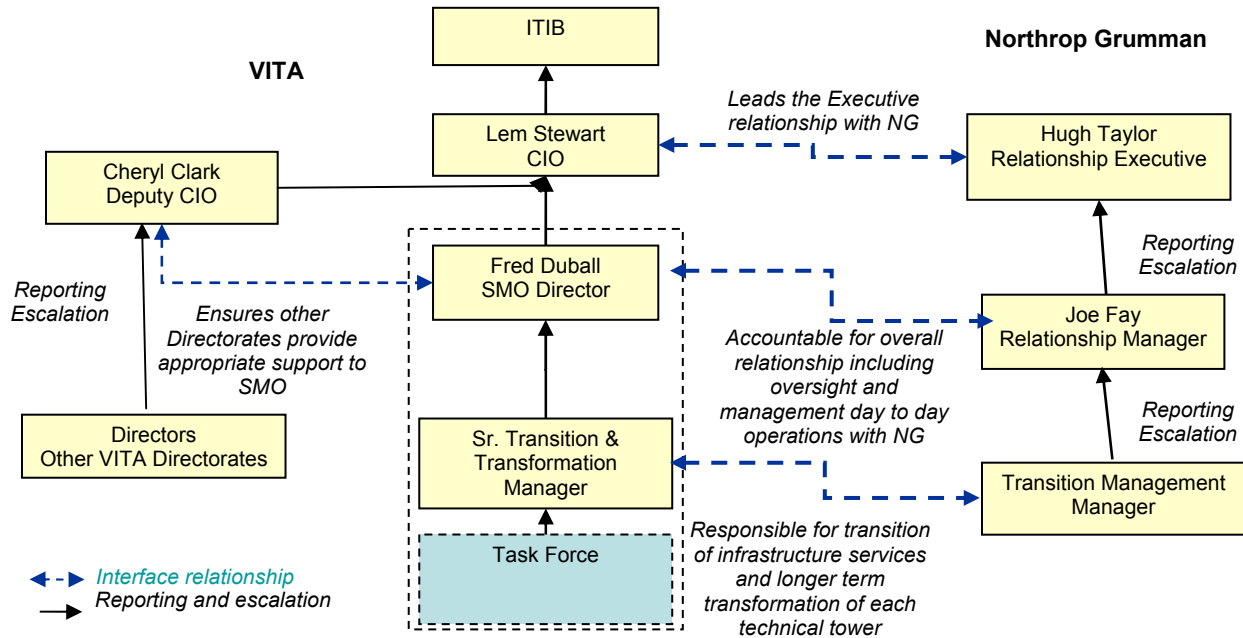 ITIB
VITA
Northrop Grumman
Leads the Executive
relationship with NG
Lem Stewart
CIO
Hugh Taylor
Relationship Executive
Cheryl Clark
Deputy CIO
Reporting
Escalation
Fred Duball
SMO Director
Reporting
Escalation
Ensures other
Directorates provide
appropriate support to
SMO
Joe Fay
Relationship Manager
Accountable for overall
relationship including
oversight and
management day to day
operations with NG
Reporting
Escalation
Directors
Other VITA Directorates
Sr. Transition &
Transformation
Manager
Transition Management
Manager
Task Force
Responsible for transition
of infrastructure services
and longer term
transformation of each
technical tower
Interface relationship
Reporting and escalation